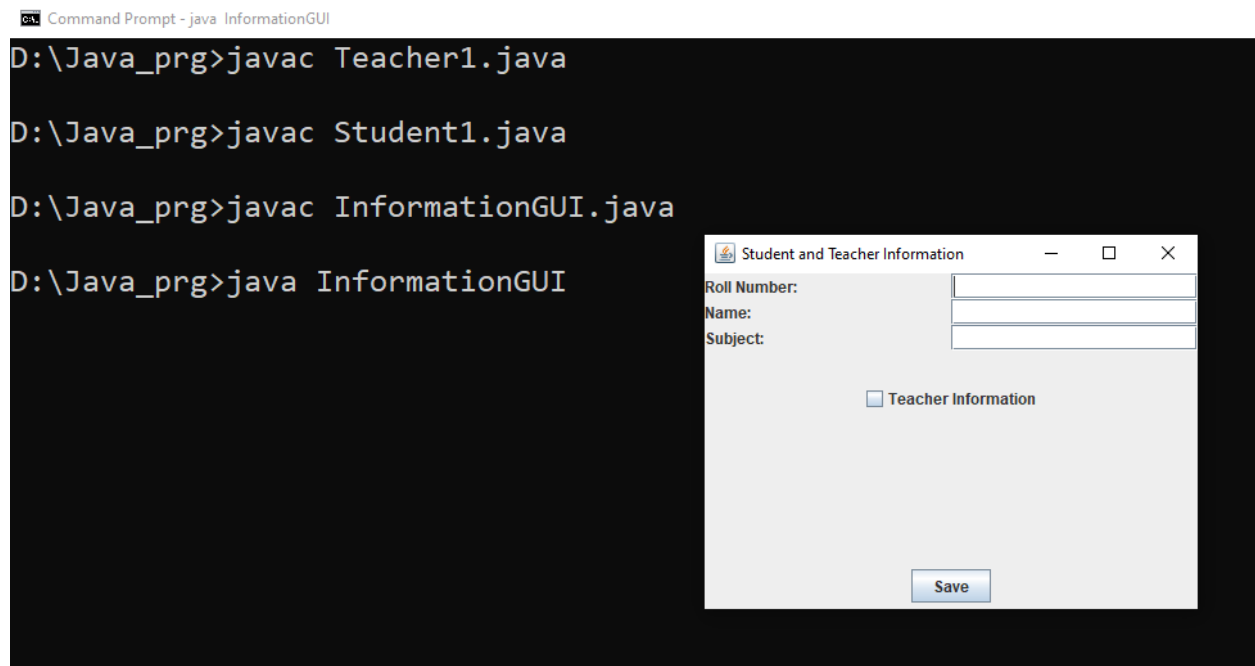 Command Prompt - java InformationGUI
D:\Java_prg>javac Teacher1.java
D:\Java_prg>javac Student1.java
D:\Java_prg>javac InformationGUI.java
D:\Java_prg>java InformationGUI
Student and Teacher Information
Roll Number:
Name:
Subject:
Teacher Information
Save